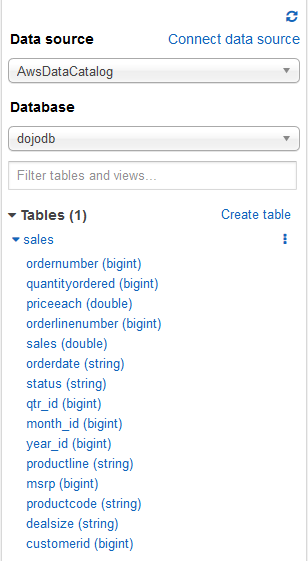 Data source Connect data source
AwsDataCatalog
Database
dojodb
Filter tables and views...
Tables (1) Create table
sales
ordernumber (bigint)
quantityordered (bigint)
priceeach (double)
orderlinenumber (bigint)
sales (double)
orderdate (string)
status (string)
qtr_id (bigint)
month_id (bigint)
year_id (bigint)
productline (string)
msrp (bigint)
productcode (string)
dealsize (string)
customerid (bigint)